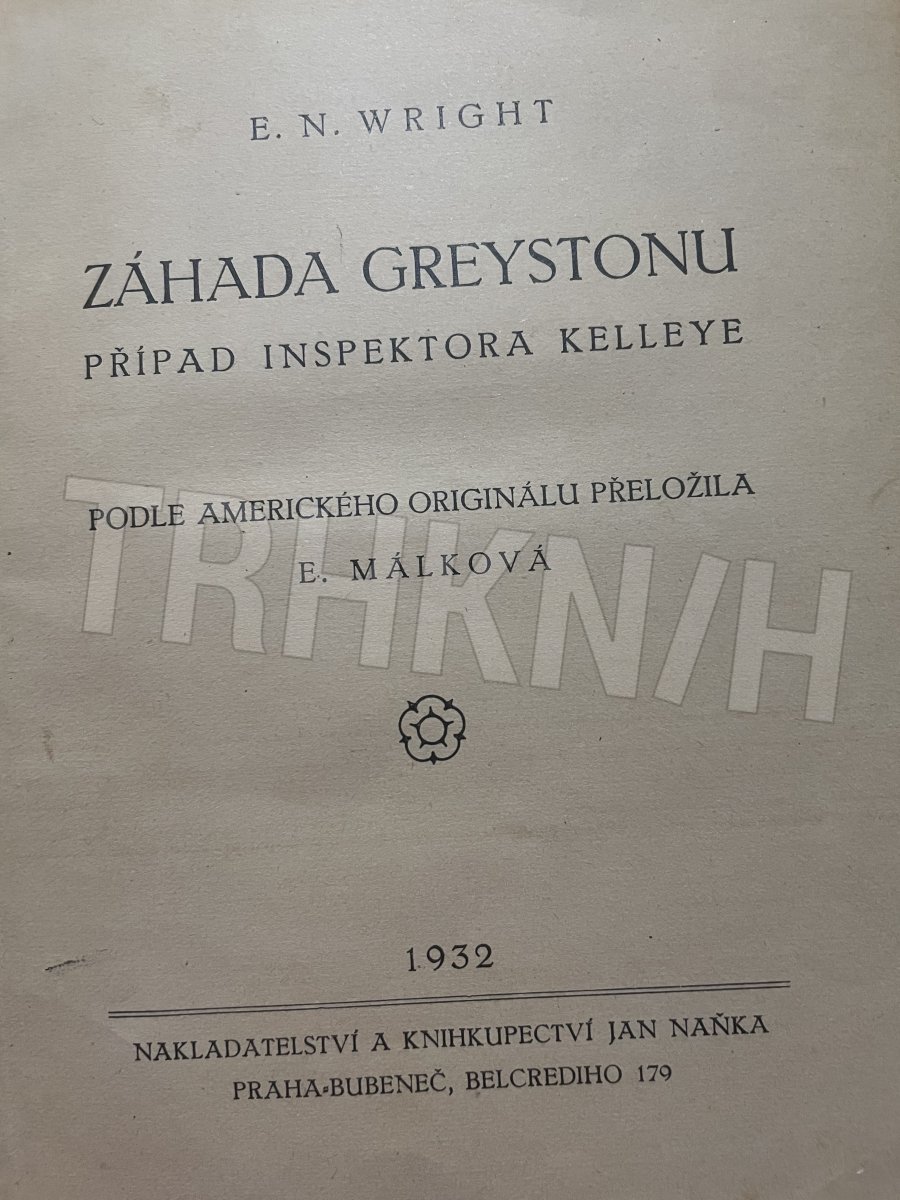 E. N. WRIGHT
ZÁHADA GREYSTONU
PŘÍPAD INSPEKTORA KELLEYE
PODLE AMERICKÉHO ORIGINÁLU PŘELOŽILA
E. MÁLKOVÁ
TRHKNIH
1932
NAKLADATELSTVÍ A KNIHKUPECTVÍ JAN NAŇKA
PRAHA-BUBENEČ, BELCREDIHO 179